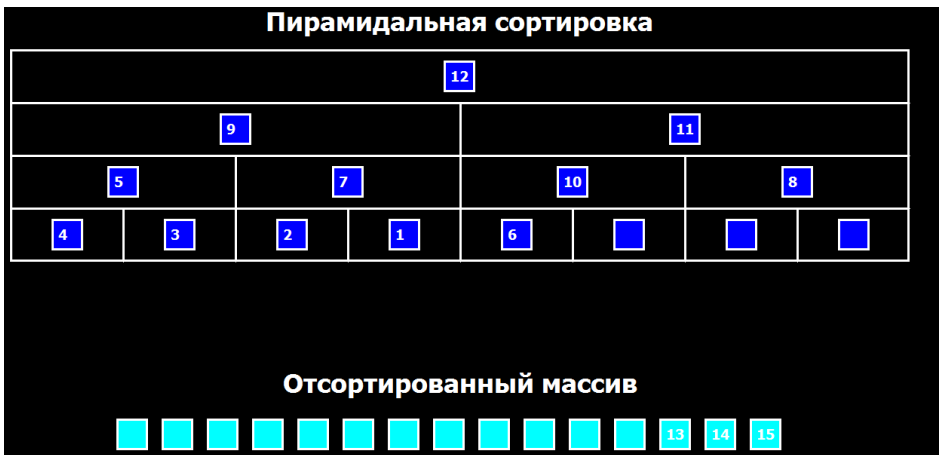 Пирамидальная сортировка
12
9 11
5 7 10 8
4 3 2 1 6
Отсортированный массив
13 14 15